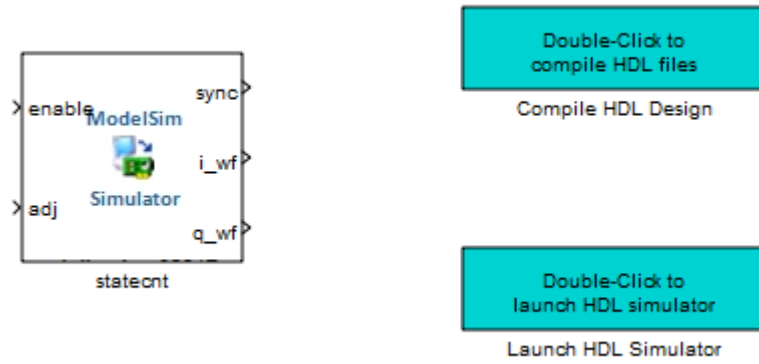 enable
adj
ModelSim
Simulator
sync
i_wf
q_wf
statecnt
Double-Click to
compile HDL files
Compile HDL Design
Double-Click to
launch HDL simulator
Launch HDL Simulator